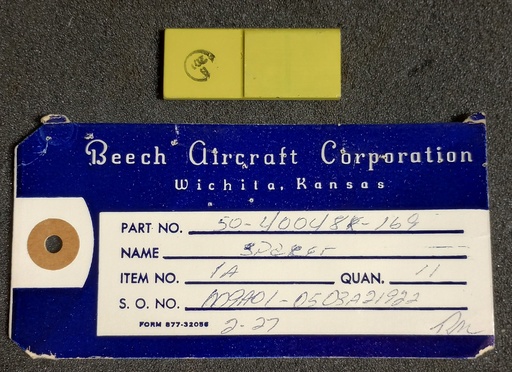 Beech Aircraft Corporation
Wichita, Kansas
PART NO. 50-400481-169
NAME
ITEM NO. 1A QUAN. 11
S. O. NO.
FORM 877-32056
2-27